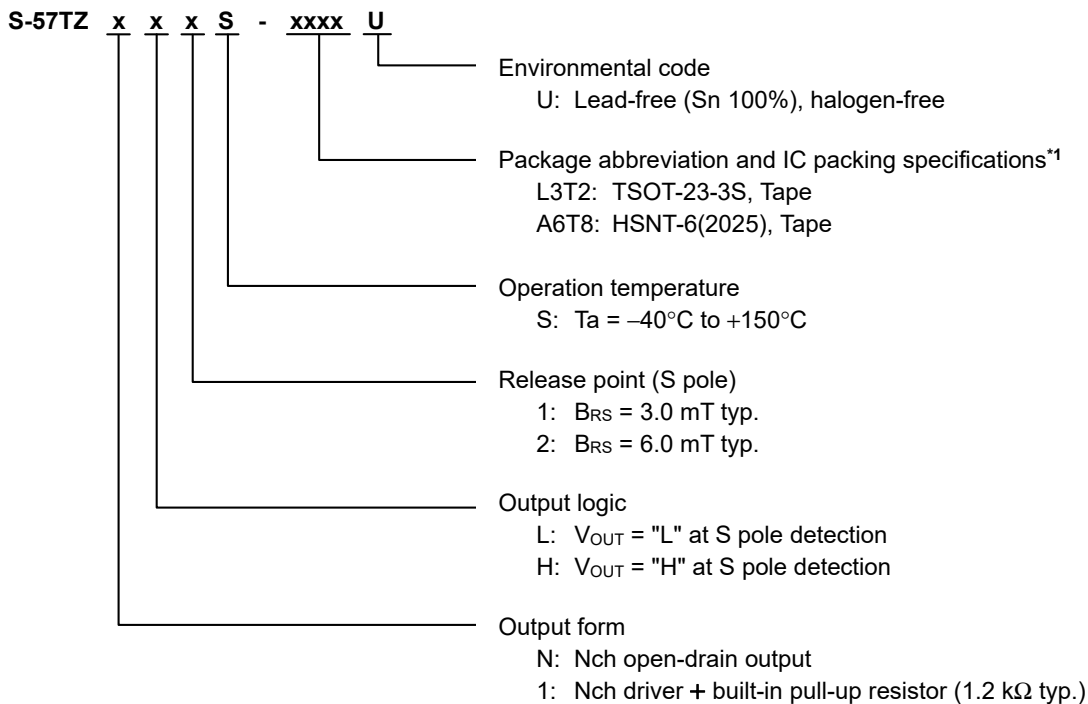 S-57TZ x x x S - xxxx U
Environmental code
U: Lead-free (Sn 100%), halogen-free
Package abbreviation and IC packing specifications*1
L3T2: TSOT-23-3S, Tape
A6T8: HSNT-6(2025), Tape
Operation temperature
S: Ta = −40°C to +150°C
Release point (S pole)
1: BRS = 3.0 mT typ.
2: BRS = 6.0 mT typ.
Output logic
L: VOUT = "L" at S pole detection
H: VOUT = "H" at S pole detection
Output form
N: Nch open-drain output
1: Nch driver + built-in pull-up resistor (1.2 kΩ typ.)